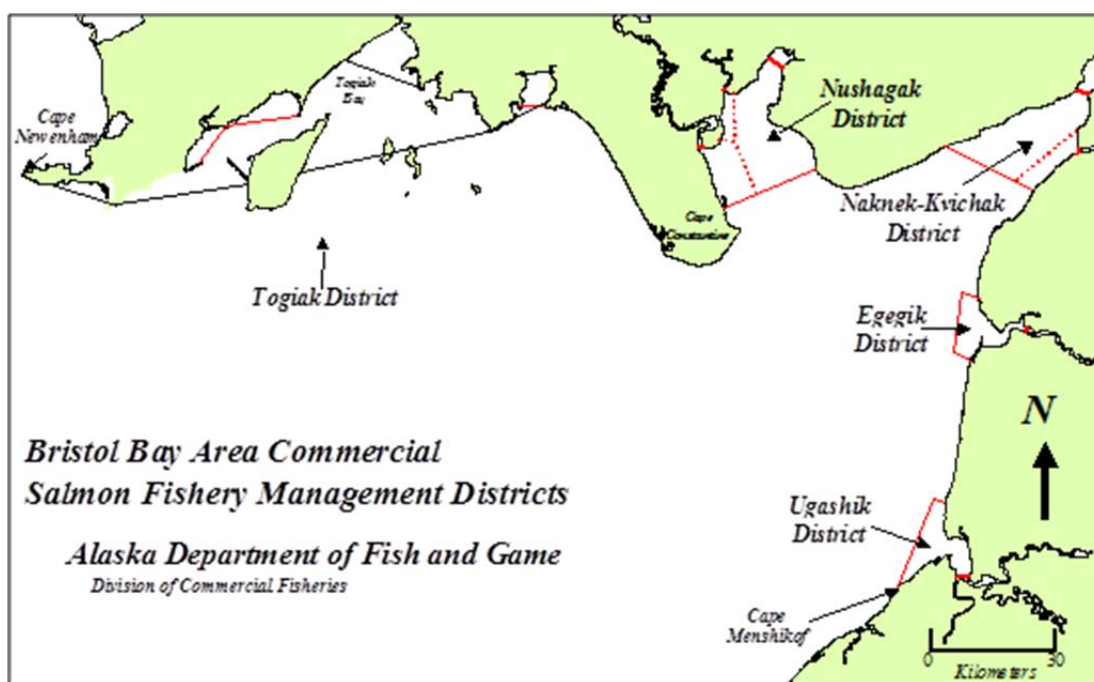 Togiak
Bay
Cape
Newenham
Nushagak
District
Naknek-Kvichak
District
Cape
Constantine
Togiak District
Egegik
District
N
Bristol Bay Area Commercial
Salmon Fishery Management Districts
Ugashik
District
Alaska Department of Fish and Game
Division of Commercial Fisheries
Cape
Menshikof
0 30
Kilometers